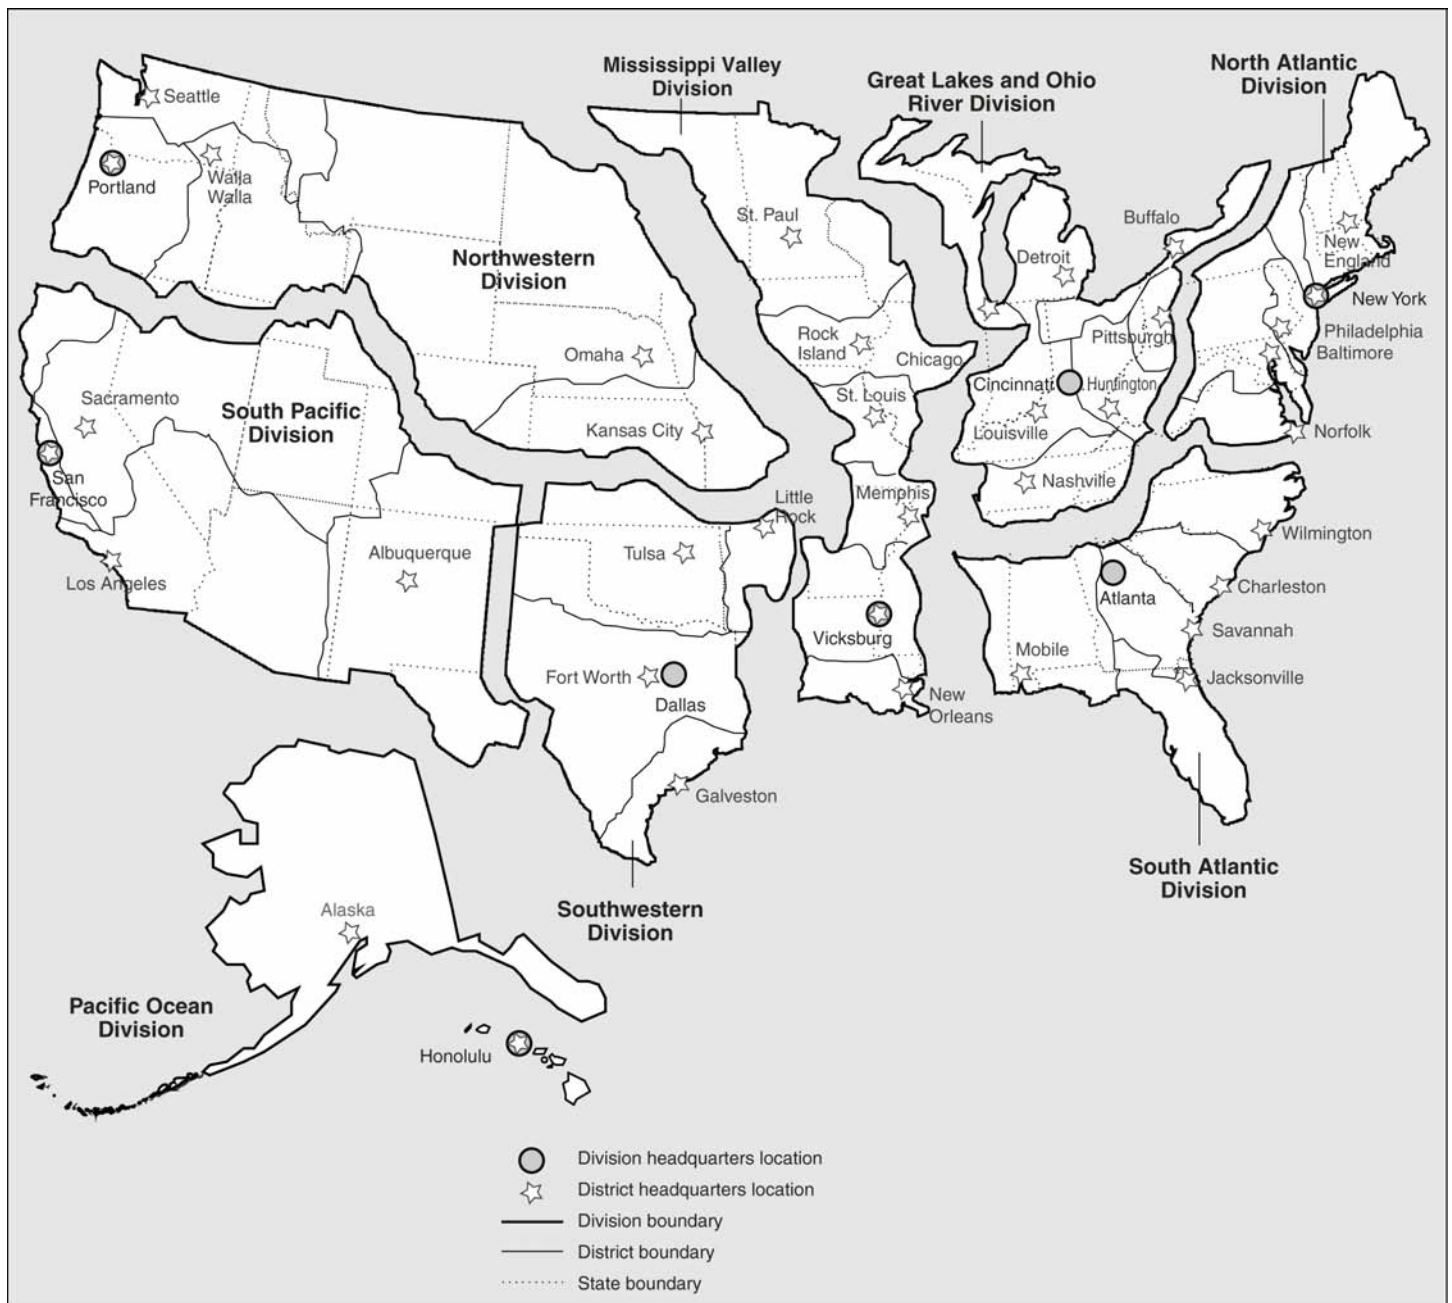 Mississippi Valley
Division
Great Lakes and Ohio
River Division
North Atlantic
Division
Seattle
Portland
Walla
Walla
Northwestern
Division
Omaha
Kansas City
St. Paul
Rock
Island
Chicago
St. Louis
Memphis
Vicksburg
New
Orleans
Detroit
Buffalo
Pittsburgh
Cincinnati
Huntington
Louisville
Nashville
New
England
New York
Philadelphia
Baltimore
Norfolk
Sacramento
South Pacific
Division
San
Francisco
Los Angeles
Albuquerque
Little
Rock
Tulsa
Fort Worth
Dallas
Galveston
Southwestern
Division
Wilmington
Charleston
Atlanta
Savannah
Mobile
Jacksonville
South Atlantic
Division
Alaska
Pacific Ocean
Division
Honolulu
Division headquarters location
District headquarters location
Division boundary
District boundary
State boundary